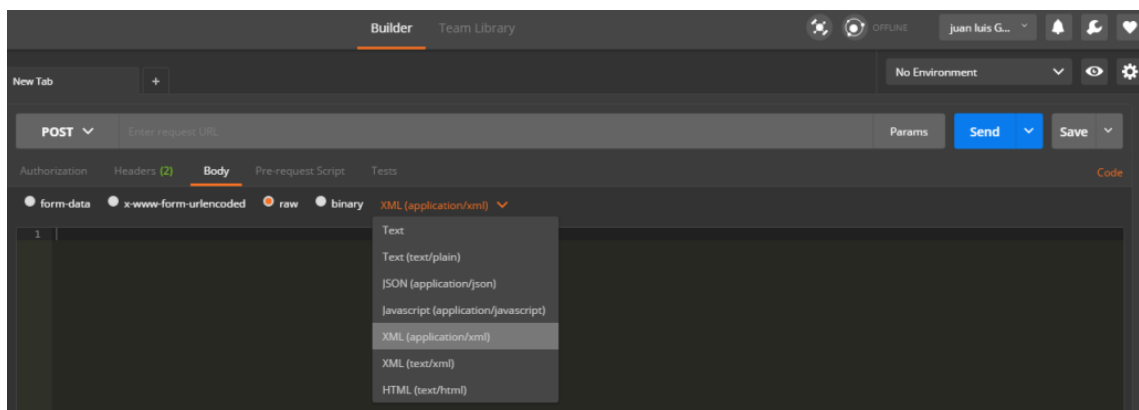 Builder Team Library OFFLINE juan luis G...
New Tab + No Environment
POST Enter request URL Params Send Save
Authorization Headers (2) Body Pre-request Script Tests Code
form-data x-www-form-urlencoded raw binary XML (application/xml)
1
Text
Text (text/plain)
JSON (application/json)
Javascript (application/javascript)
XML (application/xml)
XML (text/xml)
HTML (text/html)